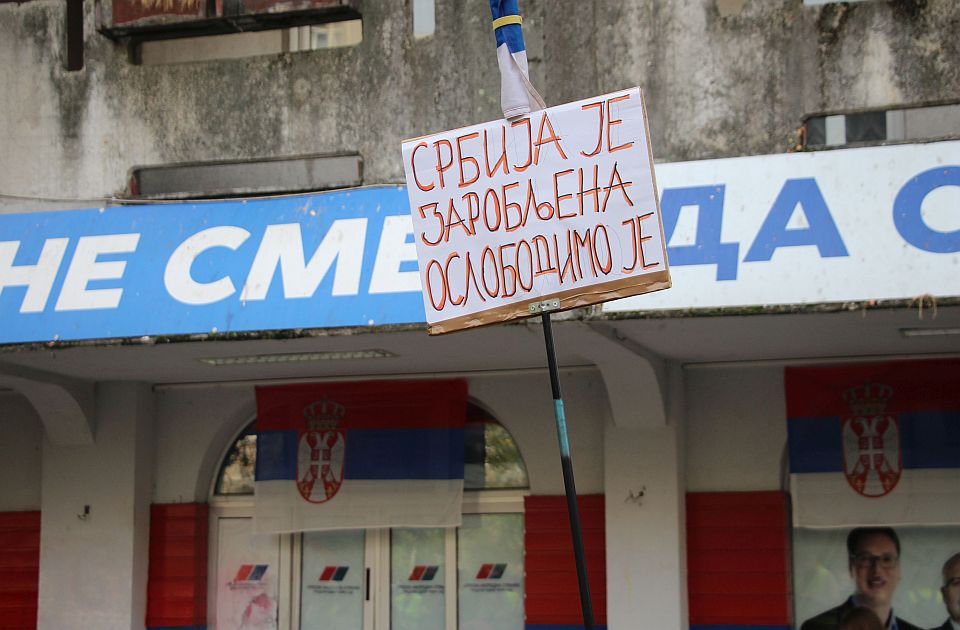 СРБИЈА ЈЕ
ЗАРОБЉЕНА
ОСЛОБОДИМО ЈЕ
НЕ СМЕ
ДА